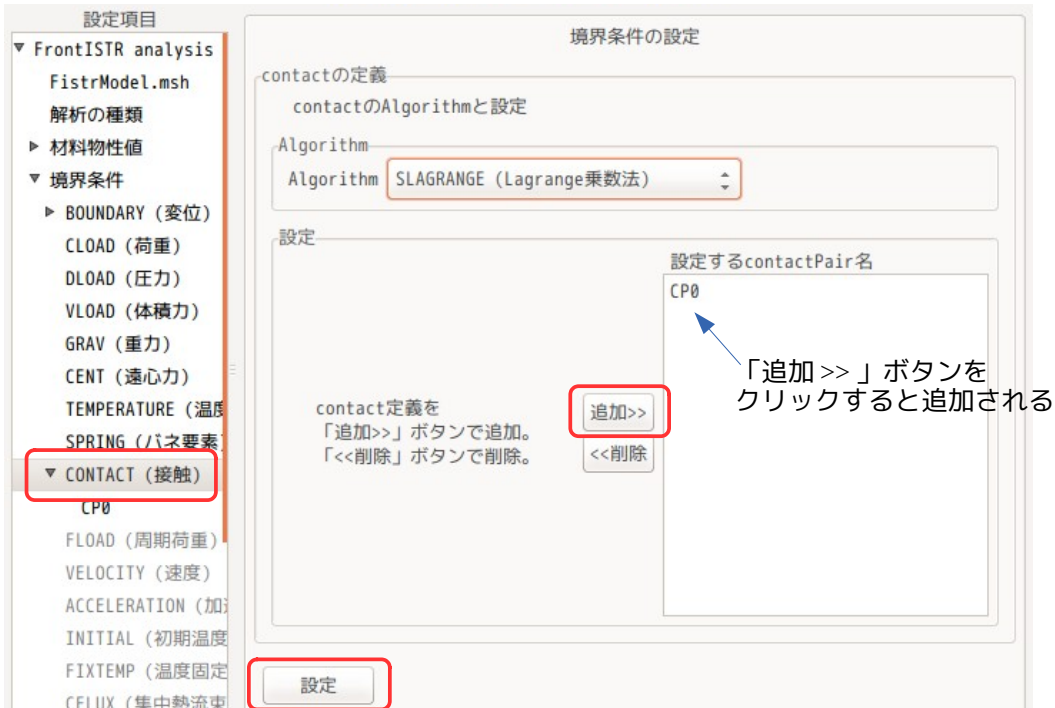 設定項目
FrontISTR analysis
FistrModel.msh
解析の種類
材料物性値
境界条件
BOUNDARY (変位)
CLOAD (荷重)
DLOAD (圧力)
VLOAD (体積力)
GRAV (重力)
CENT (遠心力)
TEMPERATURE (温度
SPRING (バネ要素)
CONTACT (接触)
CP0
FLOAD (周期荷重)
VELOCITY (速度)
ACCELERATION (加速
INITIAL (初期温度
FIXTEMP (温度固定
CFLUX (集中熱流束
境界条件の設定
contactの定義
contactのAlgorithmと設定
Algorithm
Algorithm SLAGRANGE (Lagrange乗数法)
設定
設定するcontactPair名
CP0
「追加 >> 」ボタンを
クリックすると追加される
contact定義を
「追加>>」ボタンで追加。
「<<削除」ボタンで削除。
追加>>
<<削除
設定